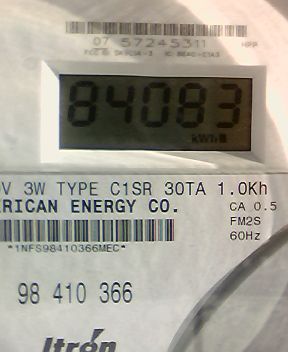 07 57245311
84083
kWh
V 3W TYPE C1SR 30TA 1.0Kh
RICAN ENERGY CO.
CA 0.5
FM2S
60Hz
*1NFS98410366MEC*
98 410 366
Itrón